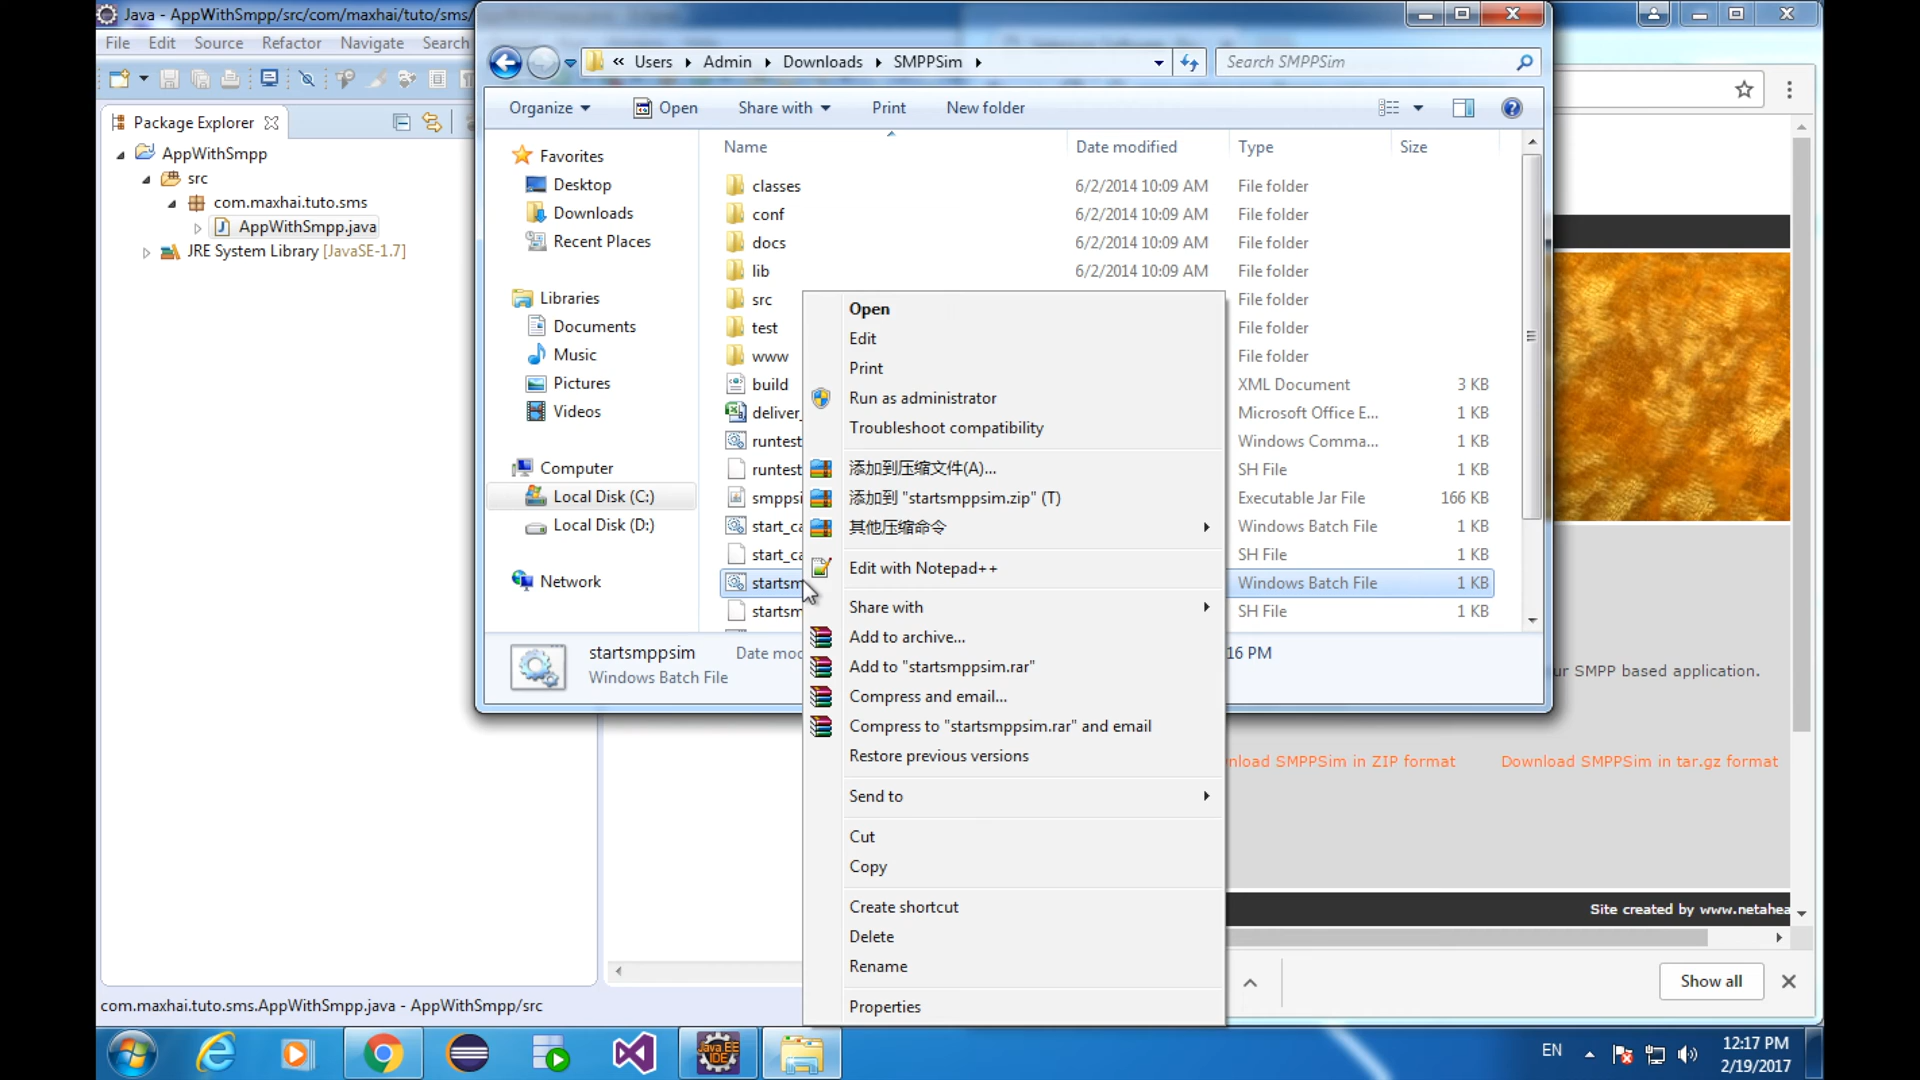 Java - AppWithSmpp/src/com/maxhai/tuto/sms/
File Edit Source Refactor Navigate Search
Package Explorer
AppWithSmpp
src
com.maxhai.tuto.sms
AppWithSmpp.java
JRE System Library [JavaSE-1.7]
« Users Admin Downloads SMPPSim
Search SMPPSim
Organize Open Share with Print New folder
Favorites
Desktop
Downloads
Recent Places
Libraries
Documents
Music
Pictures
Videos
Computer
Local Disk (C:)
Local Disk (D:)
Network
Name Date modified Type Size
classes 6/2/2014 10:09 AM File folder
conf 6/2/2014 10:09 AM File folder
docs 6/2/2014 10:09 AM File folder
lib 6/2/2014 10:09 AM File folder
src File folder
test File folder
www File folder
build XML Document 3 KB
deliver_ Microsoft Office E... 1 KB
runtest Windows Comma... 1 KB
runtest SH File 1 KB
smppsi Executable Jar File 166 KB
start_ca Windows Batch File 1 KB
start_ca SH File 1 KB
startsm Windows Batch File 1 KB
startsm SH File 1 KB
Open
Edit
Print
Run as administrator
Troubleshoot compatibility
添加到压缩文件(A)...
添加到 "startsmppsim.zip" (T)
其他压缩命令
Edit with Notepad++
Share with
Add to archive...
Add to "startsmppsim.rar"
Compress and email...
Compress to "startsmppsim.rar" and email
Restore previous versions
Send to
Cut
Copy
Create shortcut
Delete
Rename
Properties
startsmppsim Date mod 16 PM
Windows Batch File
ur SMPP based application.
nload SMPPSim in ZIP format Download SMPPSim in tar.gz format
Site created by www.netahea
Show all
com.maxhai.tuto.sms.AppWithSmpp.java - AppWithSmpp/src
Java EE
IDE
EN
12:17 PM
2/19/2017